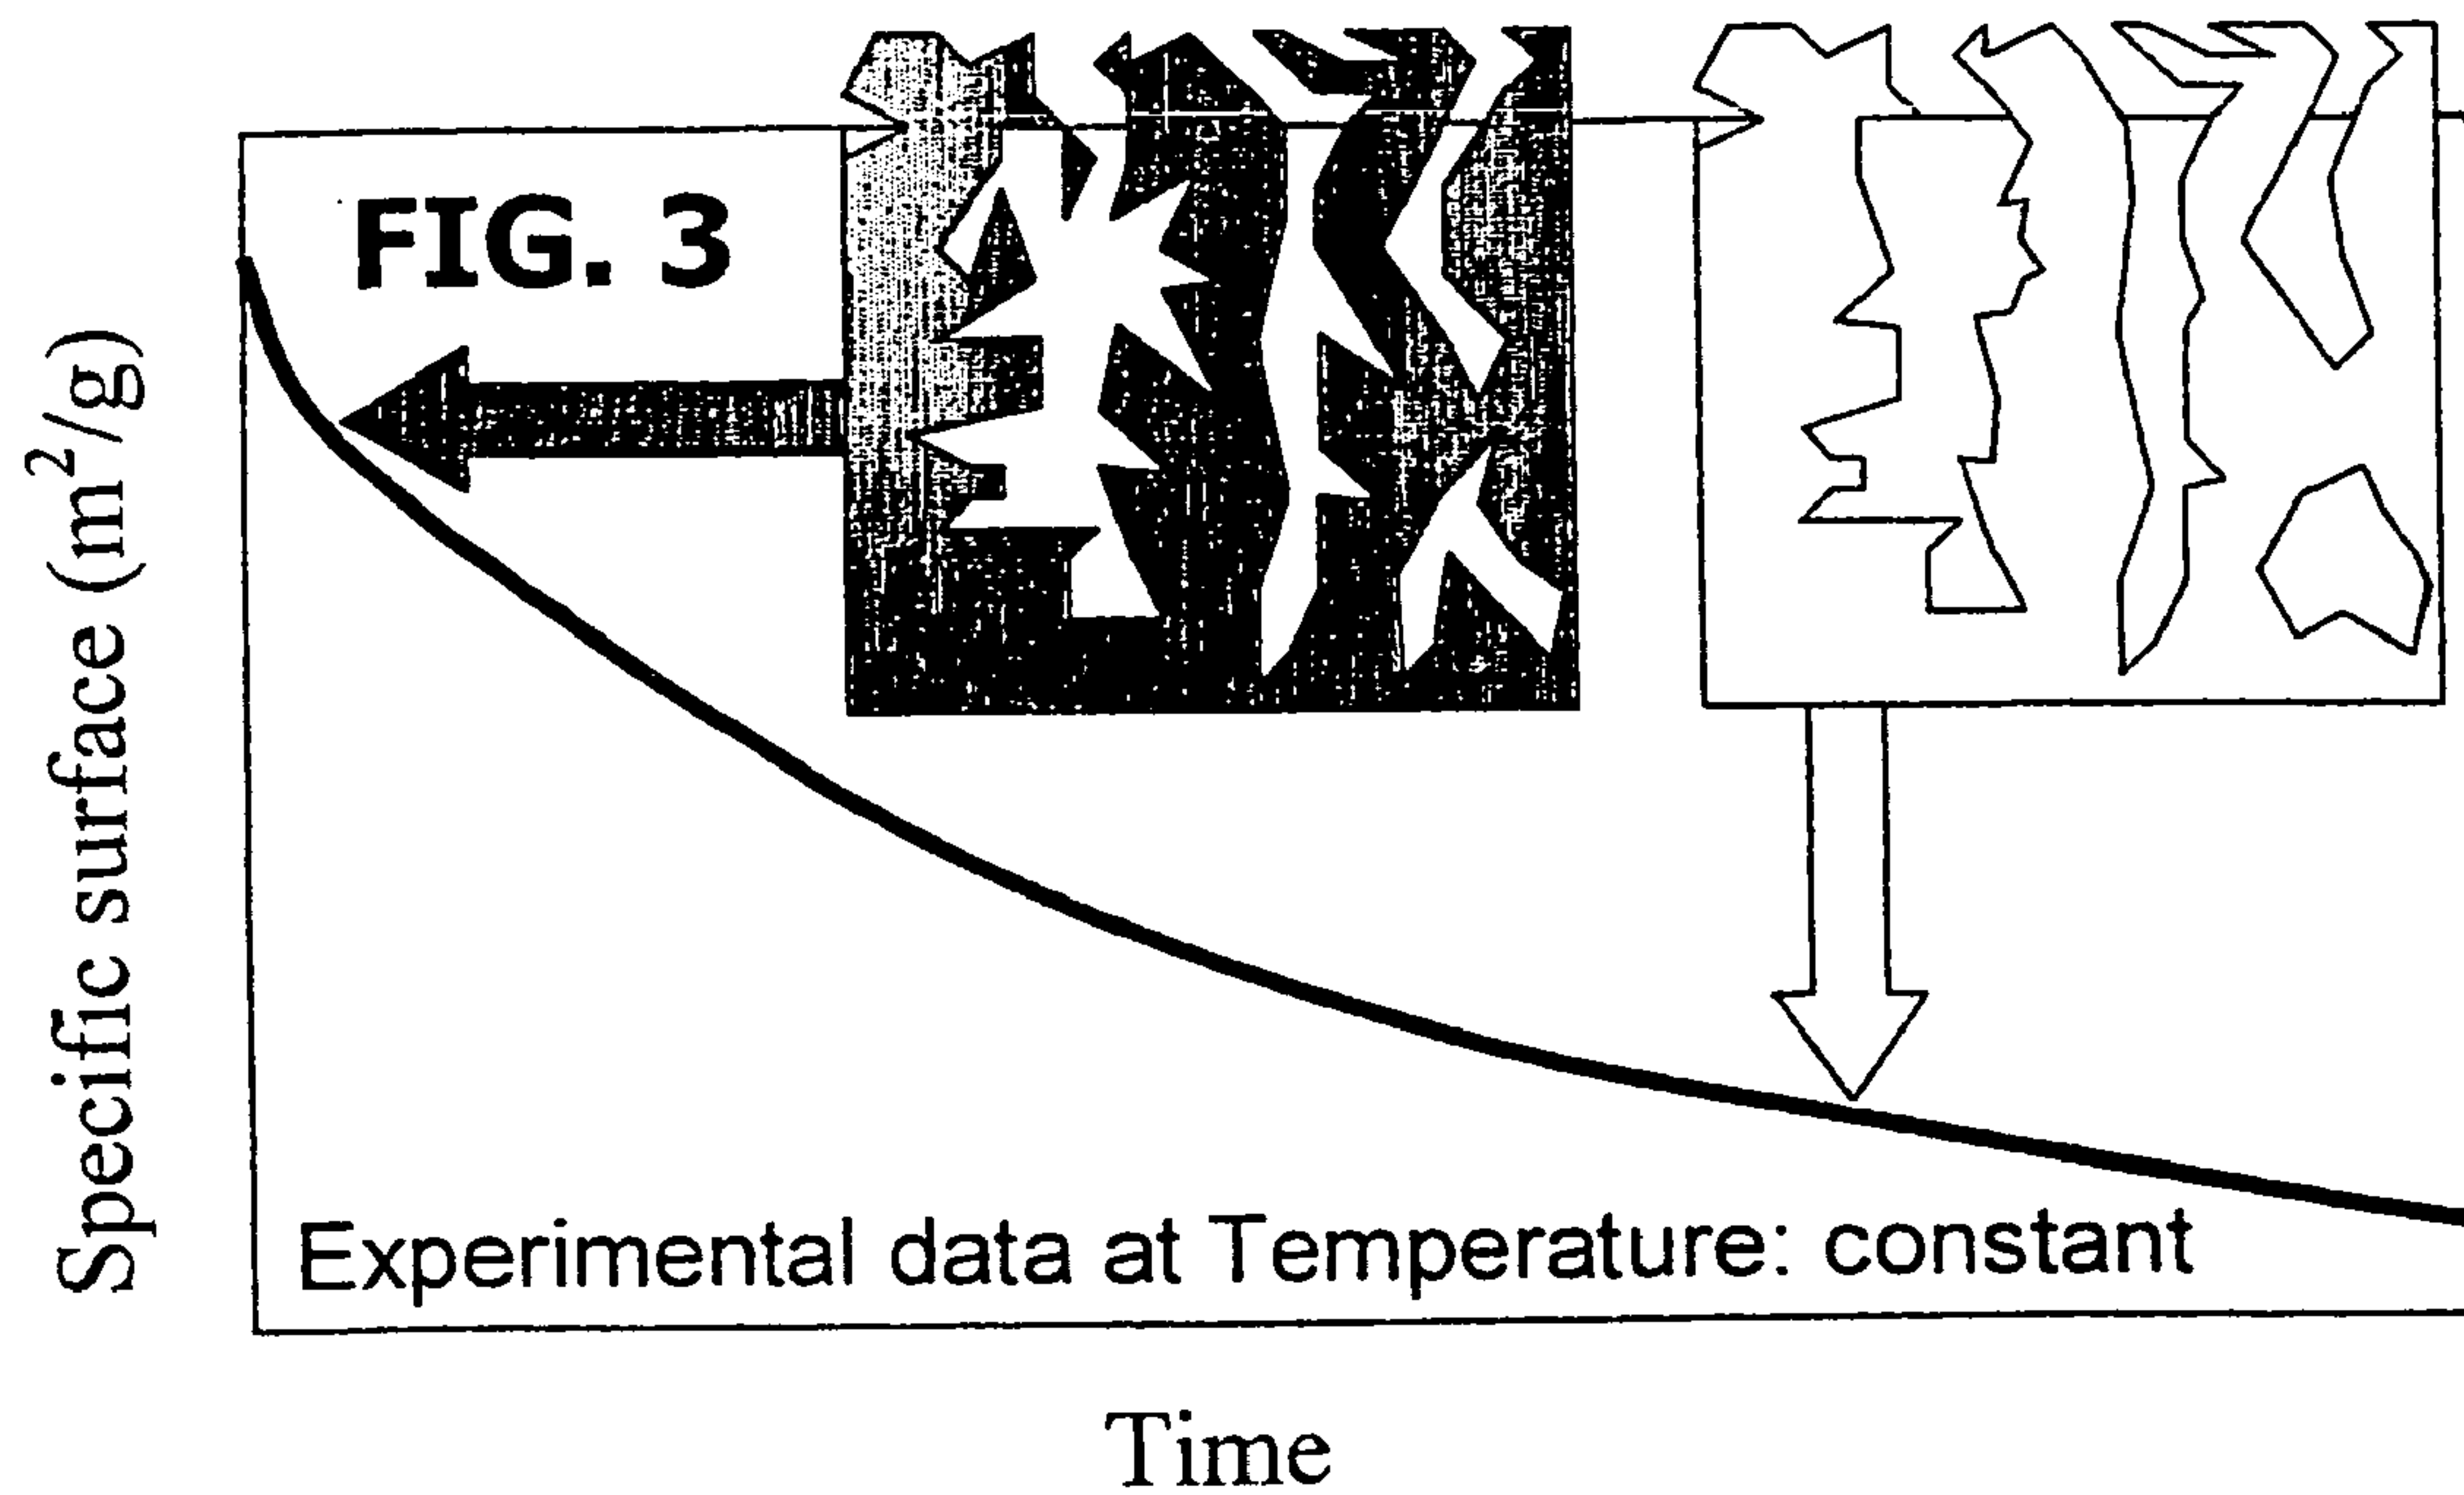 FIG. 3
Specific surface (m²/g)
Experimental data at Temperature: constant
Time